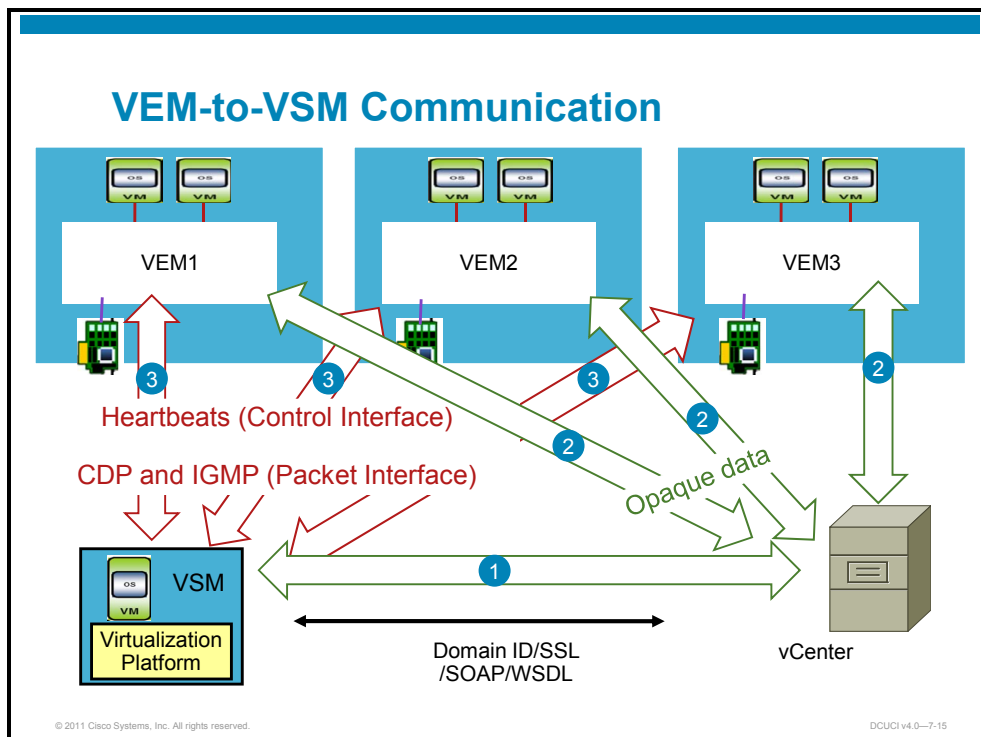 VEM-to-VSM Communication
OS
VM
OS
VM
OS
VM
OS
VM
OS
VM
OS
VM
VEM1
VEM2
VEM3
3
3
3
2
2
2
Heartbeats (Control Interface)
CDP and IGMP (Packet Interface)
Opaque data
1
OS
VM
VSM
Virtualization
Platform
Domain ID/SSL
/SOAP/WSDL
vCenter
© 2011 Cisco Systems, Inc. All rights reserved.
DCUCI v4.0—7-15